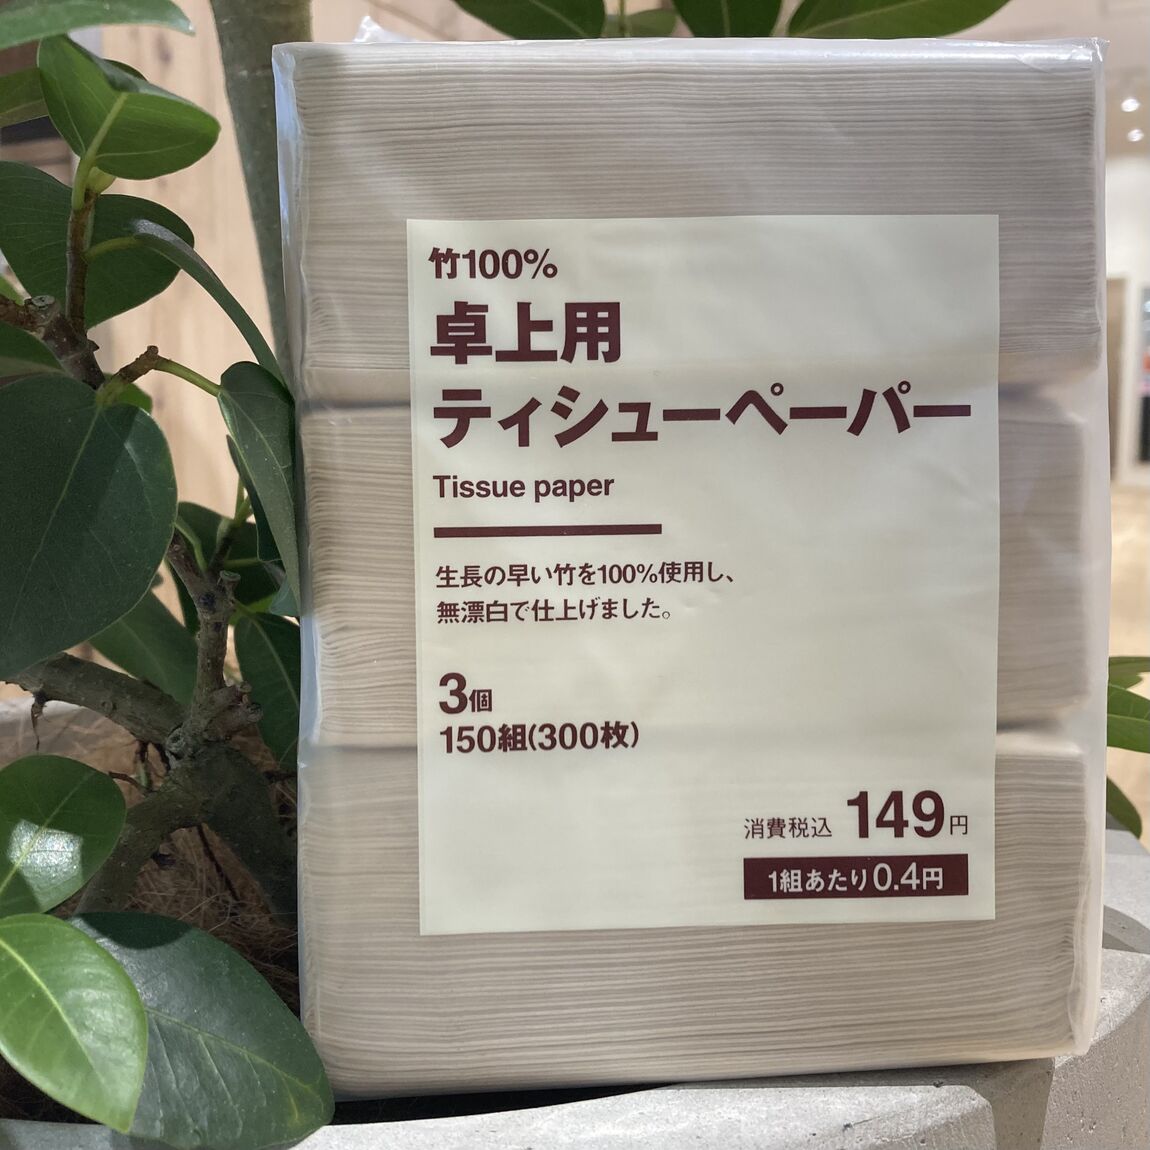 竹100%
卓上用
ティシューペーパー
Tissue paper
生長の早い竹を100%使用し、
無漂白で仕上げました。
3個
150組(300枚)
消費税込 149円
1組あたり0.4円